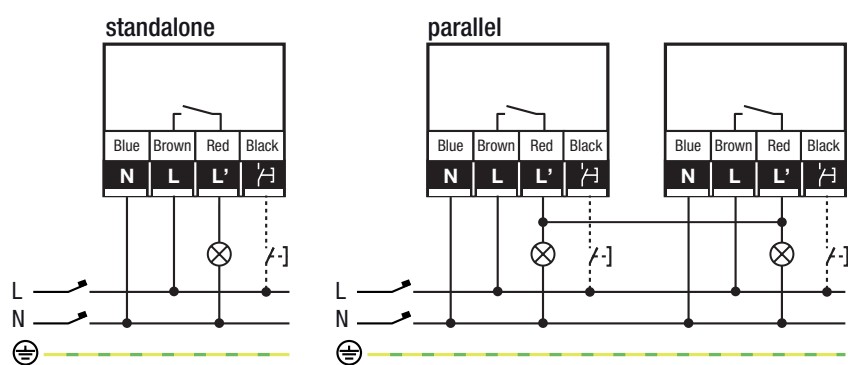 standalone parallel
Blue Brown Red Black Blue Brown Red Black Blue Brown Red Black
N L L’ N L L’ N L L’
L L
N N